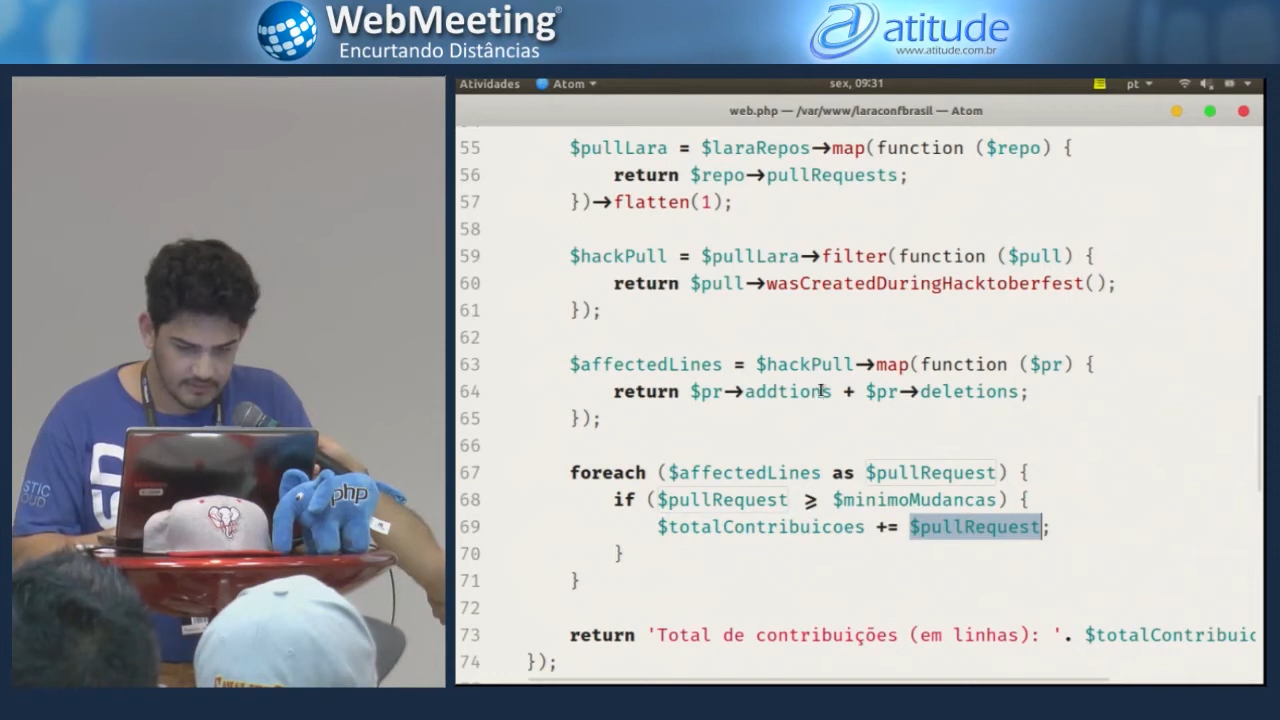 WebMeeting®
Encurtando Distâncias
atitude
www.atitude.com.br
Atividades Atom sex, 09:31 pt
web.php — /var/www/laraconfbrasil — Atom
55 $pullLara = $laraRepos→map(function ($repo) {
56 return $repo→pullRequests;
57 })→flatten(1);
58
59 $hackPull = $pullLara→filter(function ($pull) {
60 return $pull→wasCreatedDuringHacktoberfest();
61 });
62
63 $affectedLines = $hackPull→map(function ($pr) {
64 return $pr→addtions + $pr→deletions;
65 });
66
67 foreach ($affectedLines as $pullRequest) {
68 if ($pullRequest ⩾ $minimoMudancas) {
69 $totalContribuicoes += $pullRequest;
70 }
71 }
72
73 return 'Total de contribuições (em linhas): '. $totalContribuic
74 });
php